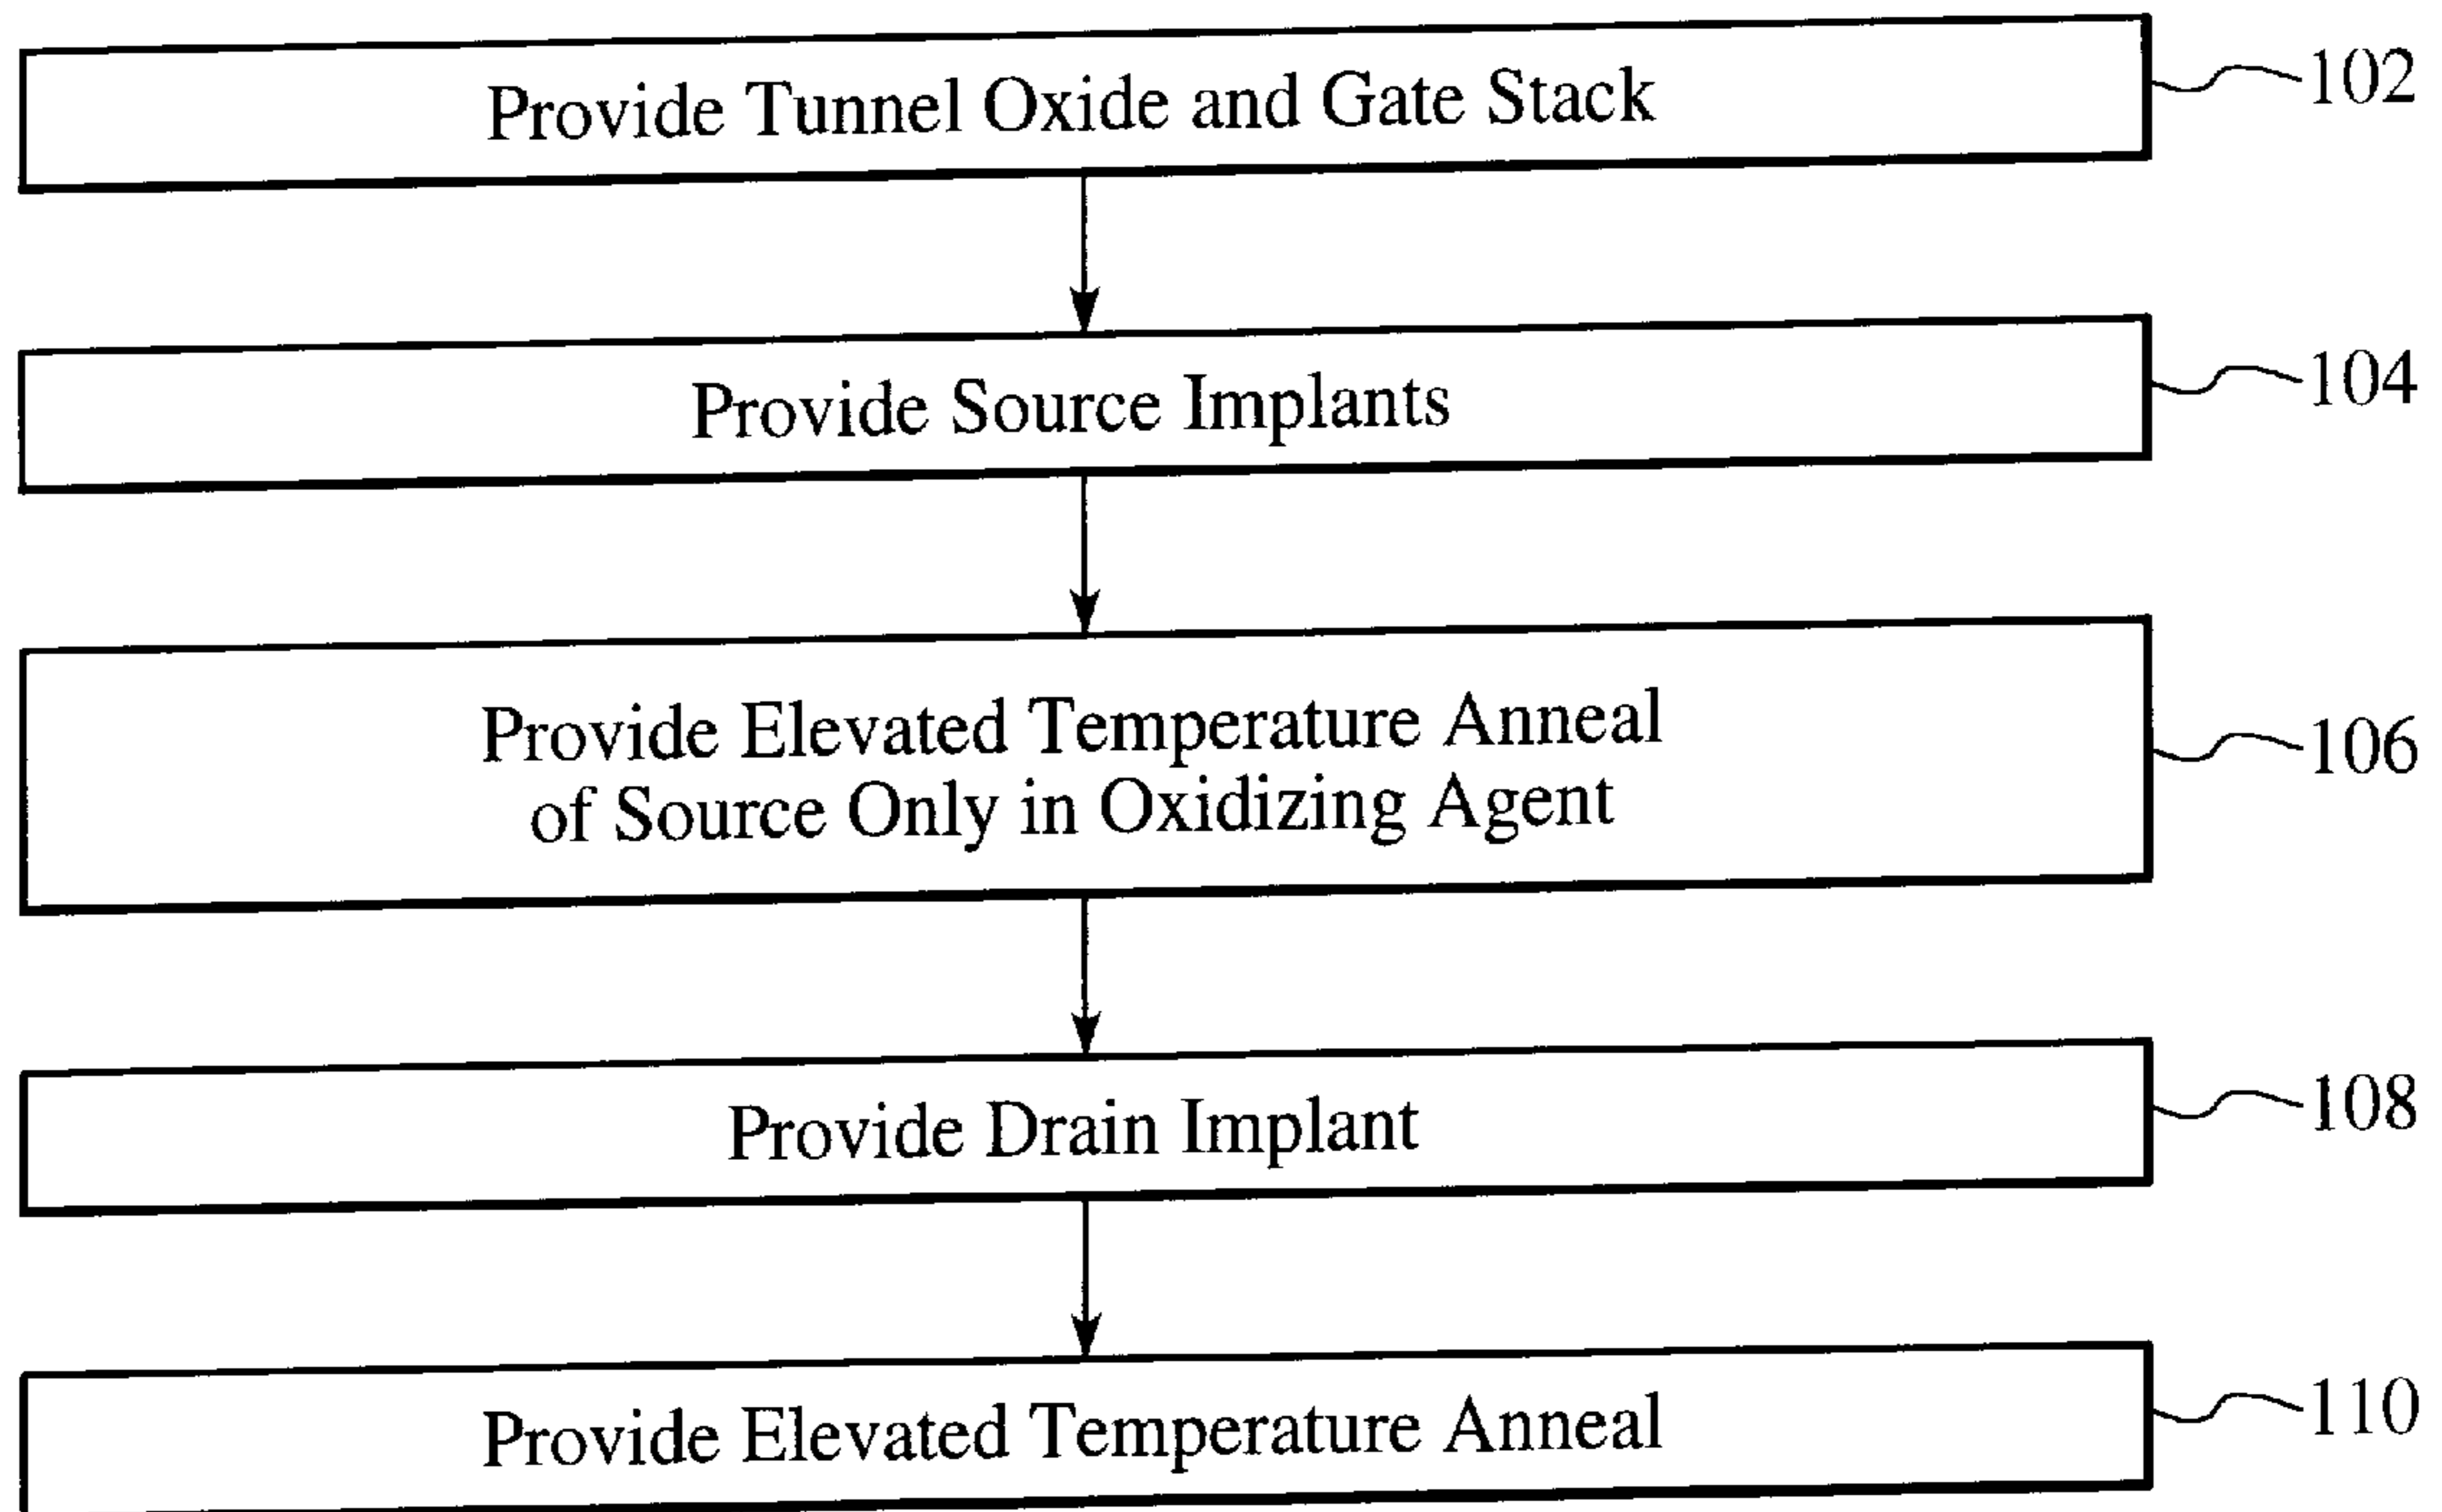 Provide Tunnel Oxide and Gate Stack
102
Provide Source Implants
104
Provide Elevated Temperature Anneal
of Source Only in Oxidizing Agent
106
Provide Drain Implant
108
Provide Elevated Temperature Anneal
110